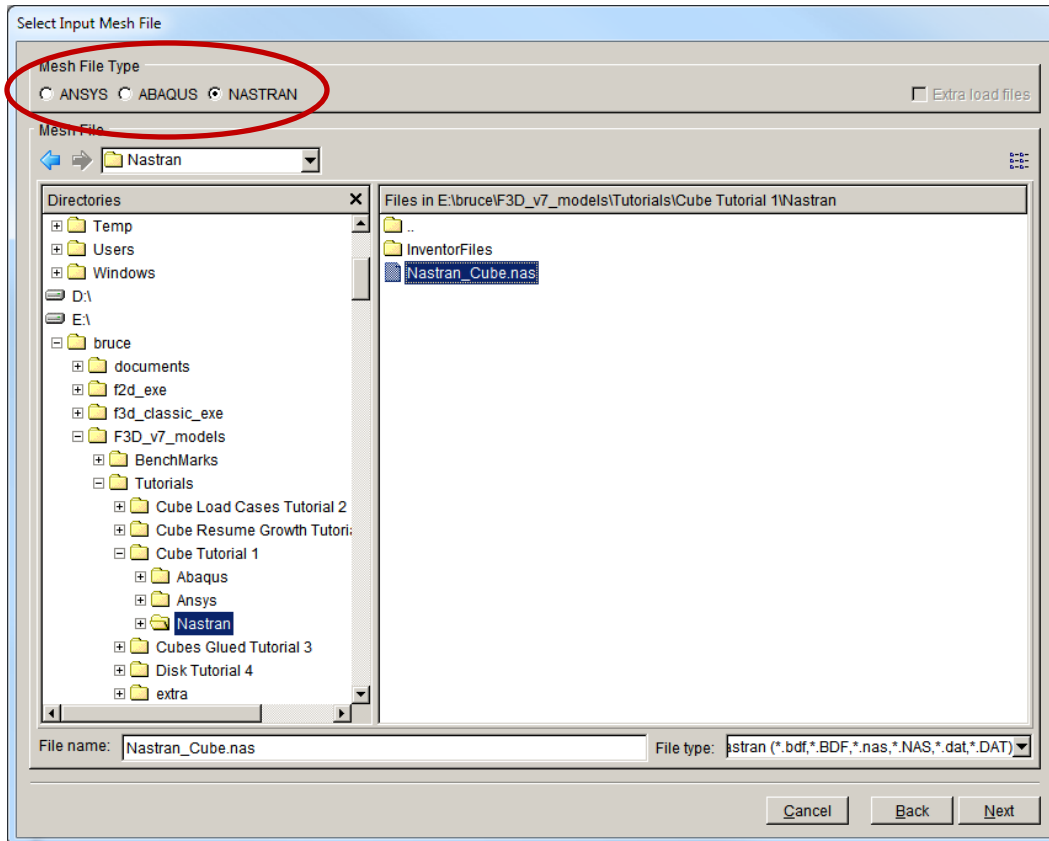 Select Input Mesh File
Mesh File Type
ANSYS ABAQUS NASTRAN Extra load files
Mesh File
Nastran
Directories X Files in E:\bruce\F3D_v7_models\Tutorials\Cube Tutorial 1\Nastran
Temp ..
Users InventorFiles
Windows Nastran_Cube.nas
D:\
E:\
bruce
documents
f2d_exe
f3d_classic_exe
F3D_v7_models
BenchMarks
Tutorials
Cube Load Cases Tutorial 2
Cube Resume Growth Tutoria
Cube Tutorial 1
Abaqus
Ansys
Nastran
Cubes Glued Tutorial 3
Disk Tutorial 4
extra
File name: Nastran_Cube.nas File type: astran (*.bdf,*.BDF,*.nas,*.NAS,*.dat,*.DAT)
Cancel Back Next